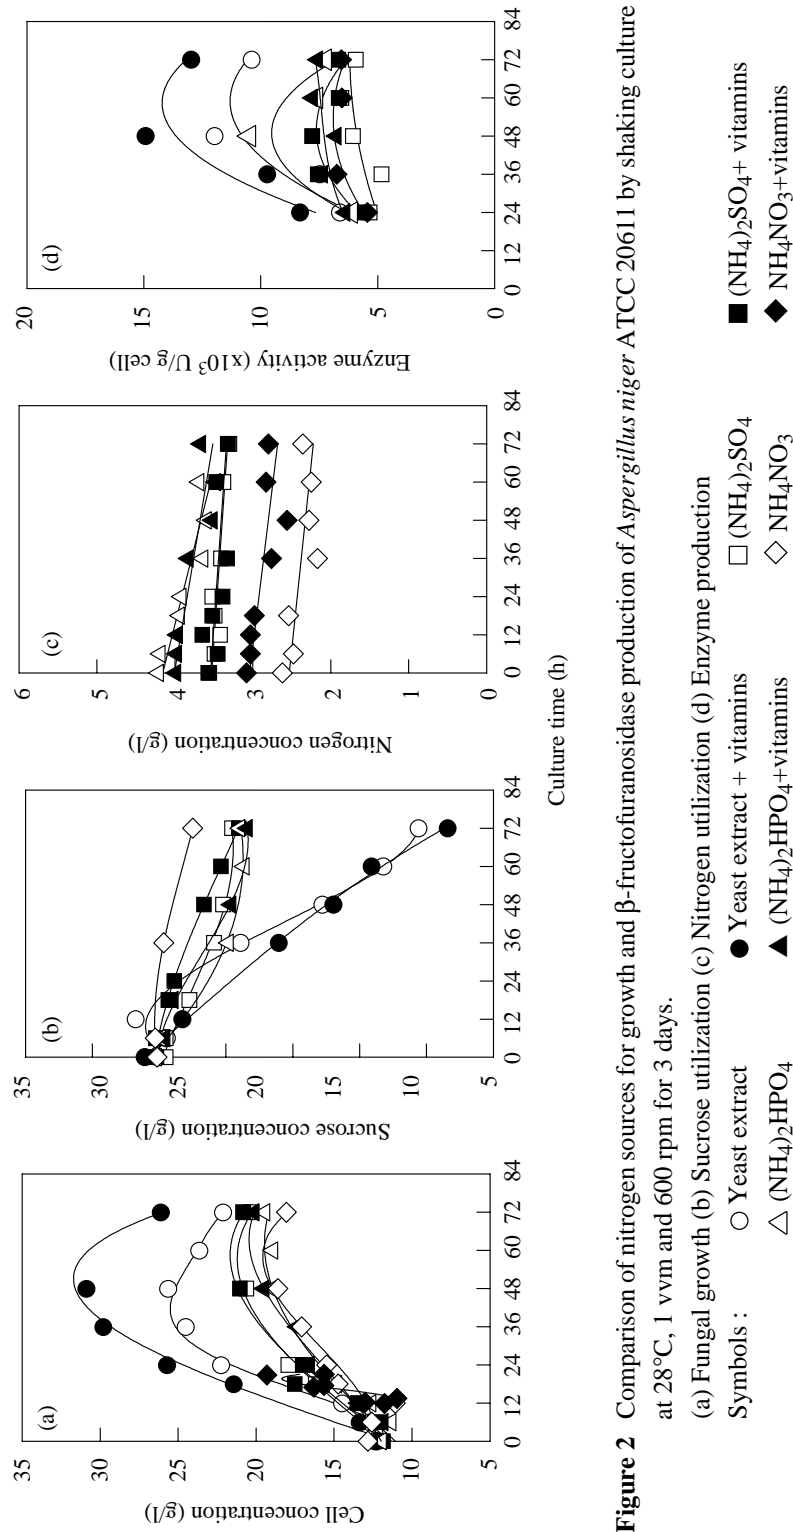 (a)
35
30
25
20
15
10
5
Cell concentration (g/l)
0 12 24 36 48 60 72 84
(b)
35
30
25
20
15
10
5
Sucrose concentration (g/l)
0 12 24 36 48 60 72 84
(c)
6
5
4
3
2
1
0
Nitrogen concentration (g/l)
0 12 24 36 48 60 72 84
(d)
20
15
10
5
0
Enzyme activity (x10³ U/g cell)
0 12 24 36 48 60 72 84
Culture time (h)
Figure 2 Comparison of nitrogen sources for growth and β-fructofuranosidase production of Aspergillus niger ATCC 20611 by shaking culture
at 28°C, 1 vvm and 600 rpm for 3 days.
(a) Fungal growth (b) Sucrose utilization (c) Nitrogen utilization (d) Enzyme production
Symbols : Yeast extract Yeast extract + vitamins (NH4)2SO4 (NH4)2SO4+ vitamins
(NH4)2HPO4 (NH4)2HPO4+vitamins NH4NO3 NH4NO3+vitamins